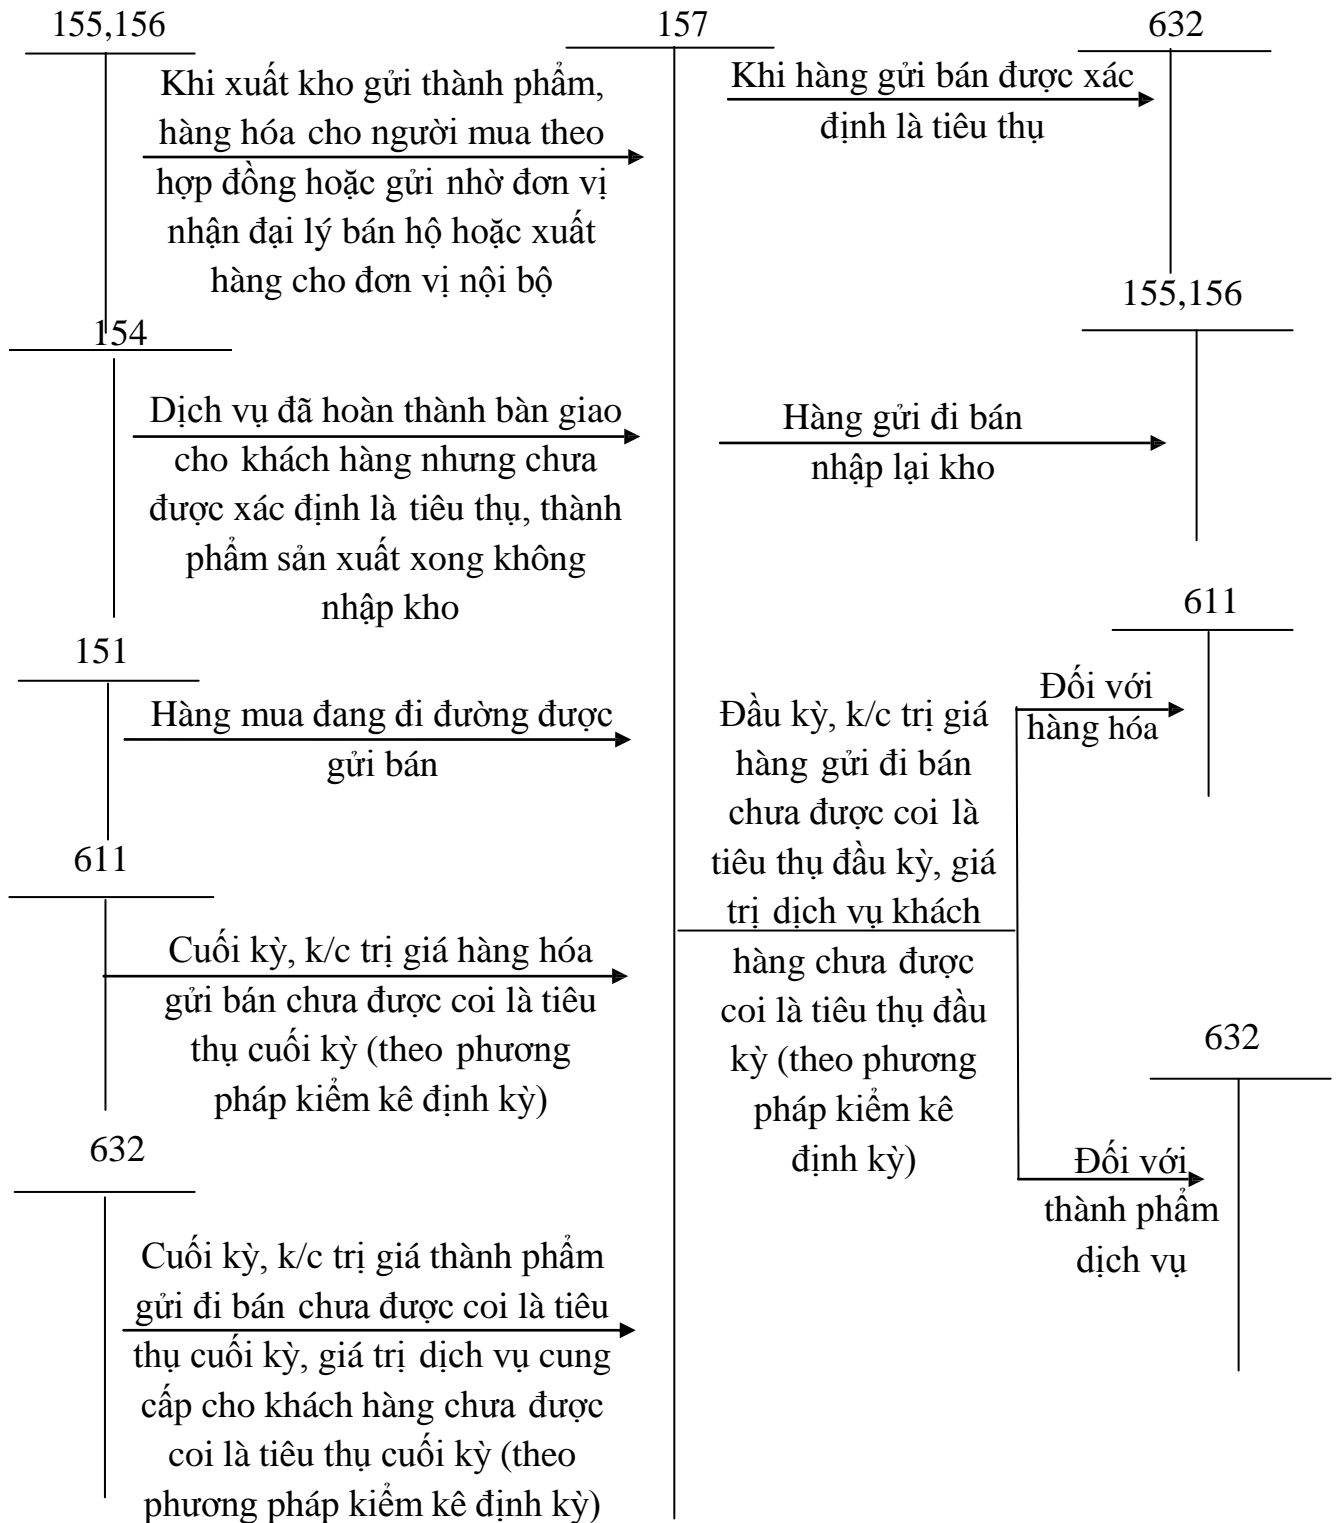 155,156
157
632
Khi xuất kho gửi thành phẩm,
hàng hóa cho người mua theo
hợp đồng hoặc gửi nhờ đơn vị
nhận đại lý bán hộ hoặc xuất
hàng cho đơn vị nội bộ
Khi hàng gửi bán được xác
định là tiêu thụ
155,156
154
Dịch vụ đã hoàn thành bàn giao
cho khách hàng nhưng chưa
được xác định là tiêu thụ, thành
phẩm sản xuất xong không
nhập kho
Hàng gửi đi bán
nhập lại kho
611
151
Hàng mua đang đi đường được
gửi bán
Đầu kỳ, k/c trị giá
hàng gửi đi bán
chưa được coi là
tiêu thụ đầu kỳ, giá
trị dịch vụ khách
hàng chưa được
coi là tiêu thụ đầu
kỳ (theo phương
pháp kiểm kê
định kỳ)
Đối với
hàng hóa
611
Cuối kỳ, k/c trị giá hàng hóa
gửi bán chưa được coi là tiêu
thụ cuối kỳ (theo phương
pháp kiểm kê định kỳ)
632
Đối với
thành phẩm
dịch vụ
632
Cuối kỳ, k/c trị giá thành phẩm
gửi đi bán chưa được coi là tiêu
thụ cuối kỳ, giá trị dịch vụ cung
cấp cho khách hàng chưa được
coi là tiêu thụ cuối kỳ (theo
phương pháp kiểm kê định kỳ)